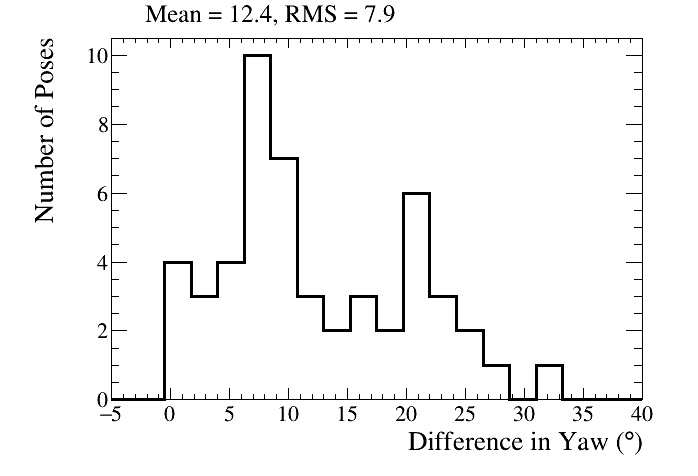 Mean = 12.4, RMS = 7.9
Number of Poses
10
8
6
4
2
0
−5 0 5 10 15 20 25 30 35 40
Difference in Yaw (°)